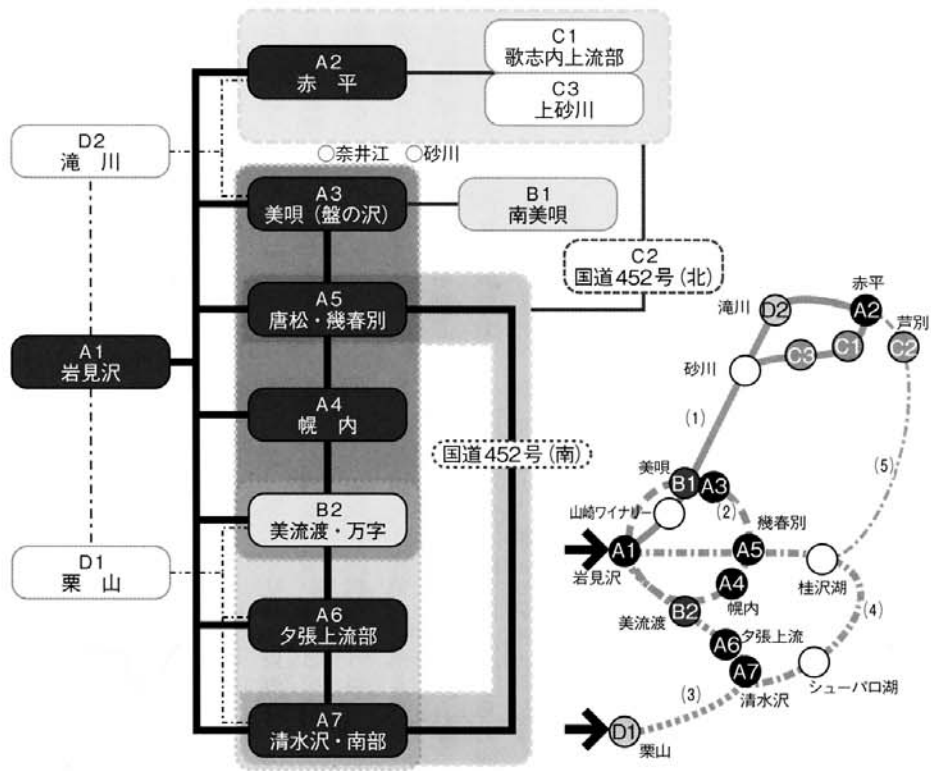 A2
赤 平
C1
歌志内上流部
C3
上砂川
D2
滝 川
○奈井江 ○砂川
A3
美唄（盤の沢）
B1
南美唄
C2
国道452号（北）
A5
唐松・幾春別
A1
岩見沢
A4
幌 内
国道452号（南）
B2
美流渡・万字
D1
栗 山
A6
夕張上流部
A7
清水沢・南部
赤平
滝川
D2
A2
芦別
C2
砂川
C3
C1
(1)
(5)
美唄
B1
A3
山崎ワイナリー
(2)
幾春別
A1
A5
岩見沢
桂沢湖
A4
幌内
B2
美流渡
(4)
A6
夕張上流
A7
清水沢
シューパロ湖
(3)
D1
栗山